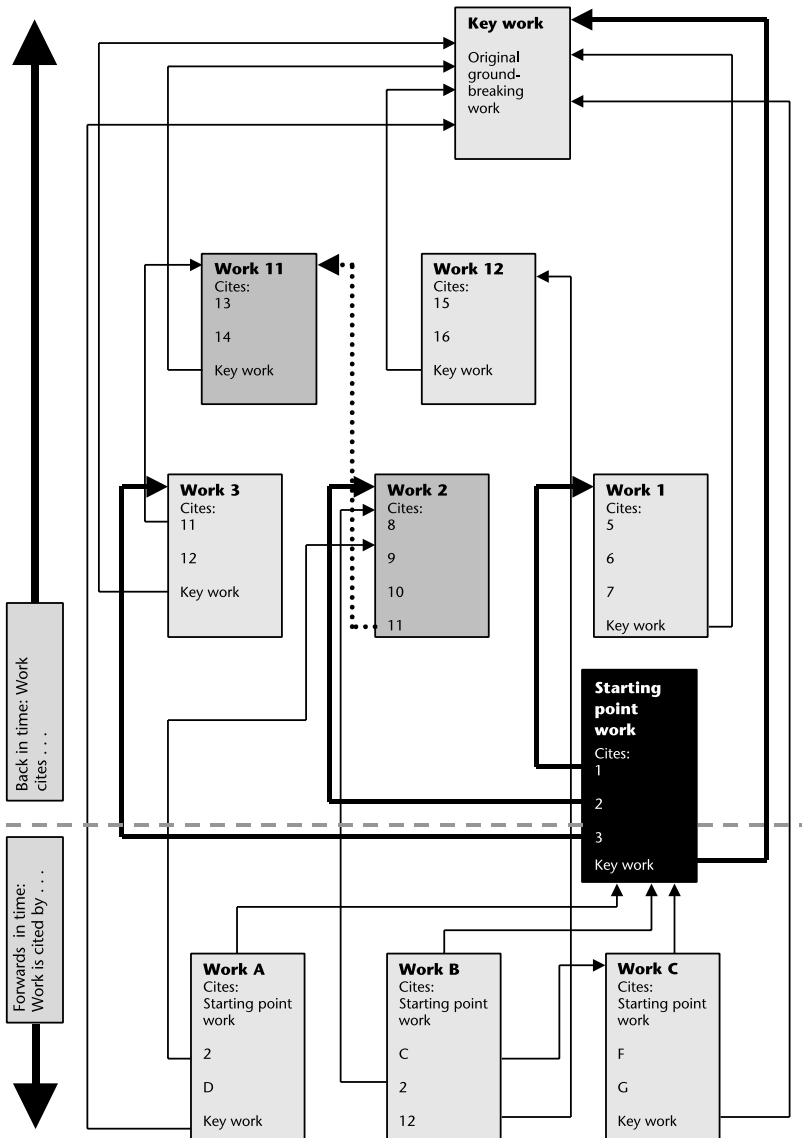 Key work
Original
ground-
breaking
work
Work 11
Cites:
13
14
Key work
Work 12
Cites:
15
16
Key work
Work 3
Cites:
11
12
Key work
Work 2
Cites:
8
9
10
11
Work 1
Cites:
5
6
7
Key work
Back in time: Work
cites . . .
Starting
point
work
Cites:
1
2
3
Key work
Forwards in time:
Work is cited by . . .
Work A
Cites:
Starting point
work
2
D
Key work
Work B
Cites:
Starting point
work
C
2
12
Work C
Cites:
Starting point
work
F
G
Key work